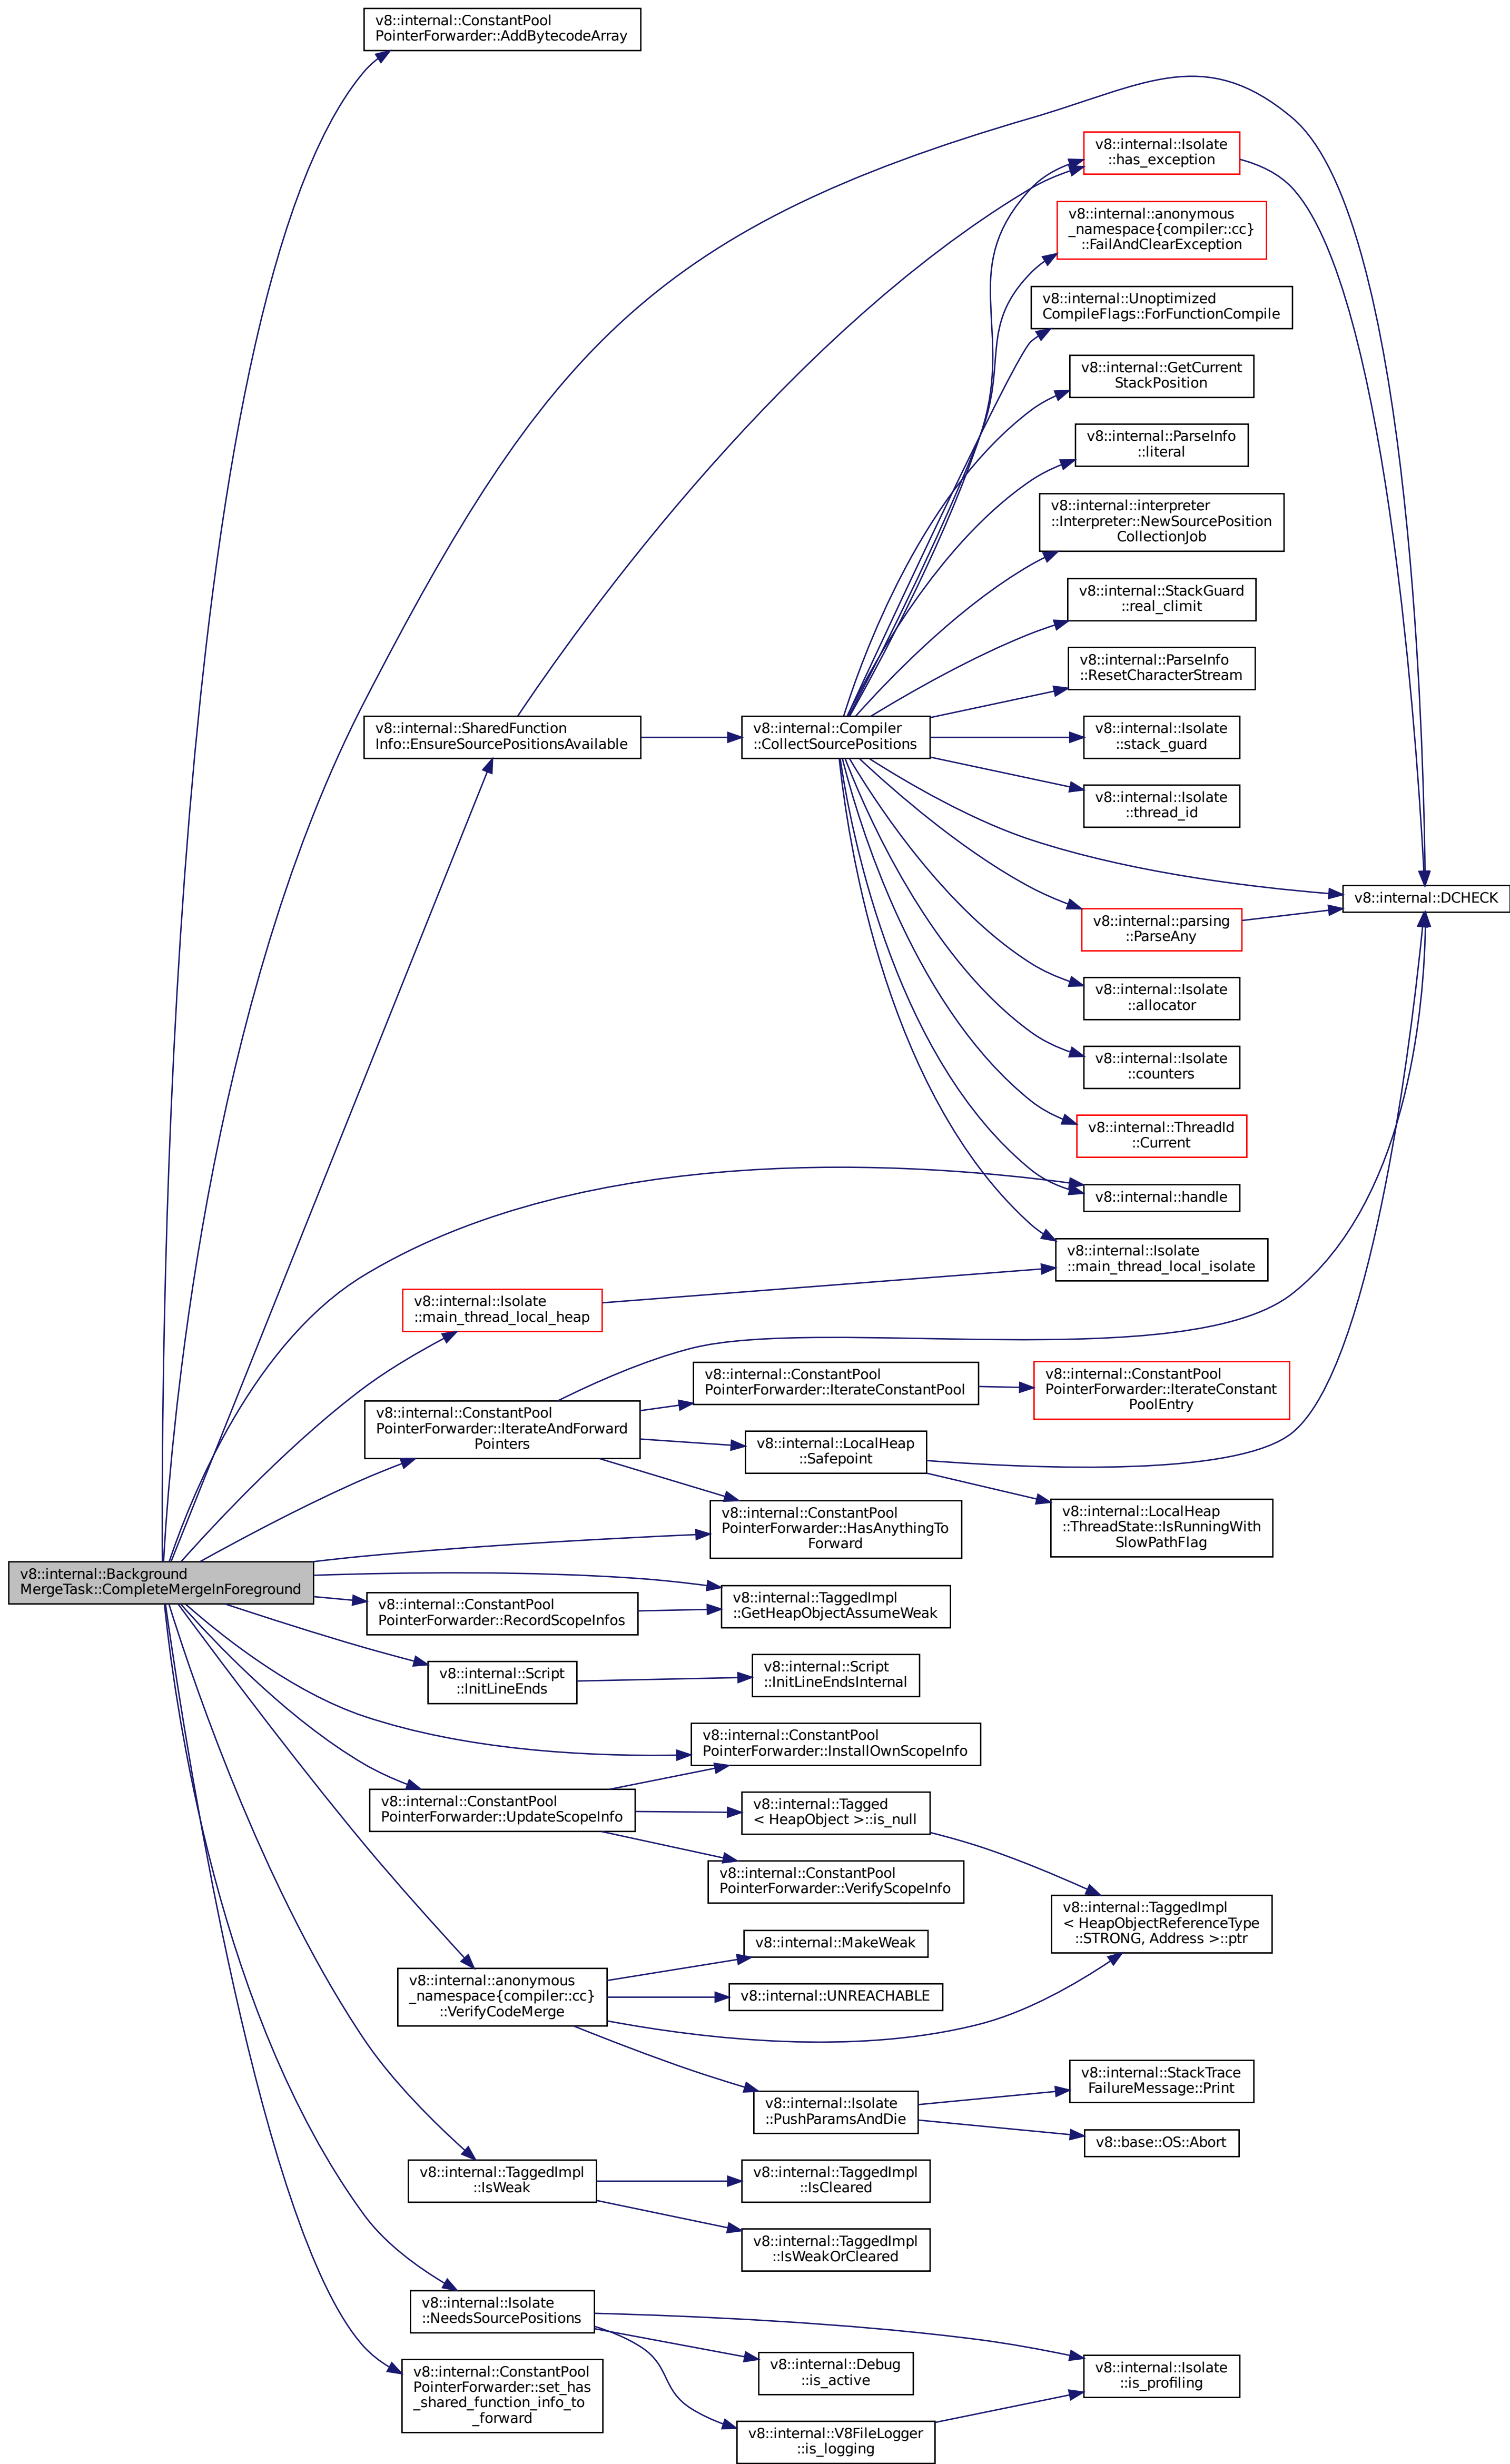 v8::internal::ConstantPool
PointerForwarder::AddBytecodeArray
v8::internal::Isolate
::has_exception
v8::internal::anonymous
_namespace{compiler::cc}
::FailAndClearException
v8::internal::Unoptimized
CompileFlags::ForFunctionCompile
v8::internal::GetCurrent
StackPosition
v8::internal::ParseInfo
::literal
v8::internal::interpreter
::Interpreter::NewSourcePosition
CollectionJob
v8::internal::StackGuard
::real_climit
v8::internal::ParseInfo
::ResetCharacterStream
v8::internal::SharedFunction
Info::EnsureSourcePositionsAvailable
v8::internal::Compiler
::CollectSourcePositions
v8::internal::Isolate
::stack_guard
v8::internal::Isolate
::thread_id
v8::internal::DCHECK
v8::internal::parsing
::ParseAny
v8::internal::Isolate
::allocator
v8::internal::Isolate
::counters
v8::internal::ThreadId
::Current
v8::internal::handle
v8::internal::Isolate
::main_thread_local_isolate
v8::internal::Isolate
::main_thread_local_heap
v8::internal::ConstantPool
PointerForwarder::IterateConstantPool
v8::internal::ConstantPool
PointerForwarder::IterateConstant
PoolEntry
v8::internal::ConstantPool
PointerForwarder::IterateAndForward
Pointers
v8::internal::LocalHeap
::Safepoint
v8::internal::ConstantPool
PointerForwarder::HasAnythingTo
Forward
v8::internal::LocalHeap
::ThreadState::IsRunningWith
SlowPathFlag
v8::internal::Background
MergeTask::CompleteMergeInForeground
v8::internal::ConstantPool
PointerForwarder::RecordScopeInfos
v8::internal::TaggedImpl
::GetHeapObjectAssumeWeak
v8::internal::Script
::InitLineEnds
v8::internal::Script
::InitLineEndsInternal
v8::internal::ConstantPool
PointerForwarder::InstallOwnScopeInfo
v8::internal::ConstantPool
PointerForwarder::UpdateScopeInfo
v8::internal::Tagged
< HeapObject >::is_null
v8::internal::ConstantPool
PointerForwarder::VerifyScopeInfo
v8::internal::TaggedImpl
< HeapObjectReferenceType
::STRONG, Address >::ptr
v8::internal::MakeWeak
v8::internal::anonymous
_namespace{compiler::cc}
::VerifyCodeMerge
v8::internal::UNREACHABLE
v8::internal::Isolate
::PushParamsAndDie
v8::internal::StackTrace
FailureMessage::Print
v8::base::OS::Abort
v8::internal::TaggedImpl
::IsWeak
v8::internal::TaggedImpl
::IsCleared
v8::internal::TaggedImpl
::IsWeakOrCleared
v8::internal::Isolate
::NeedsSourcePositions
v8::internal::Debug
::is_active
v8::internal::Isolate
::is_profiling
v8::internal::ConstantPool
PointerForwarder::set_has
_shared_function_info_to
_forward
v8::internal::V8FileLogger
::is_logging